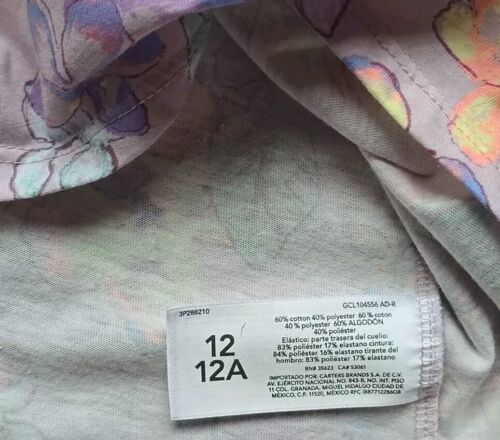 3P288210
GCL104556 AD-R
12
12A
60% cotton 40% polyester 60 % coton
40 % polyester 60% ALGODÓN
40% poliéster
Elástico: parte trasera del cuello:
83% poliéster 17% elastano cintura:
84% poliéster 16% elastano tirante del
hombro: 83% poliéster 17% elastano
RN# 35623 CA# 53061
IMPORTADO POR: CARTERS BRANDS S.A. DE C.V.
AV. EJÉRCITO NACIONAL NO. 843-B, NO. INT. PISO
11 COL. GRANADA, MIGUEL HIDALGO CIUDAD DE
MÉXICO, C.P. 11520, MÉXICO RFC